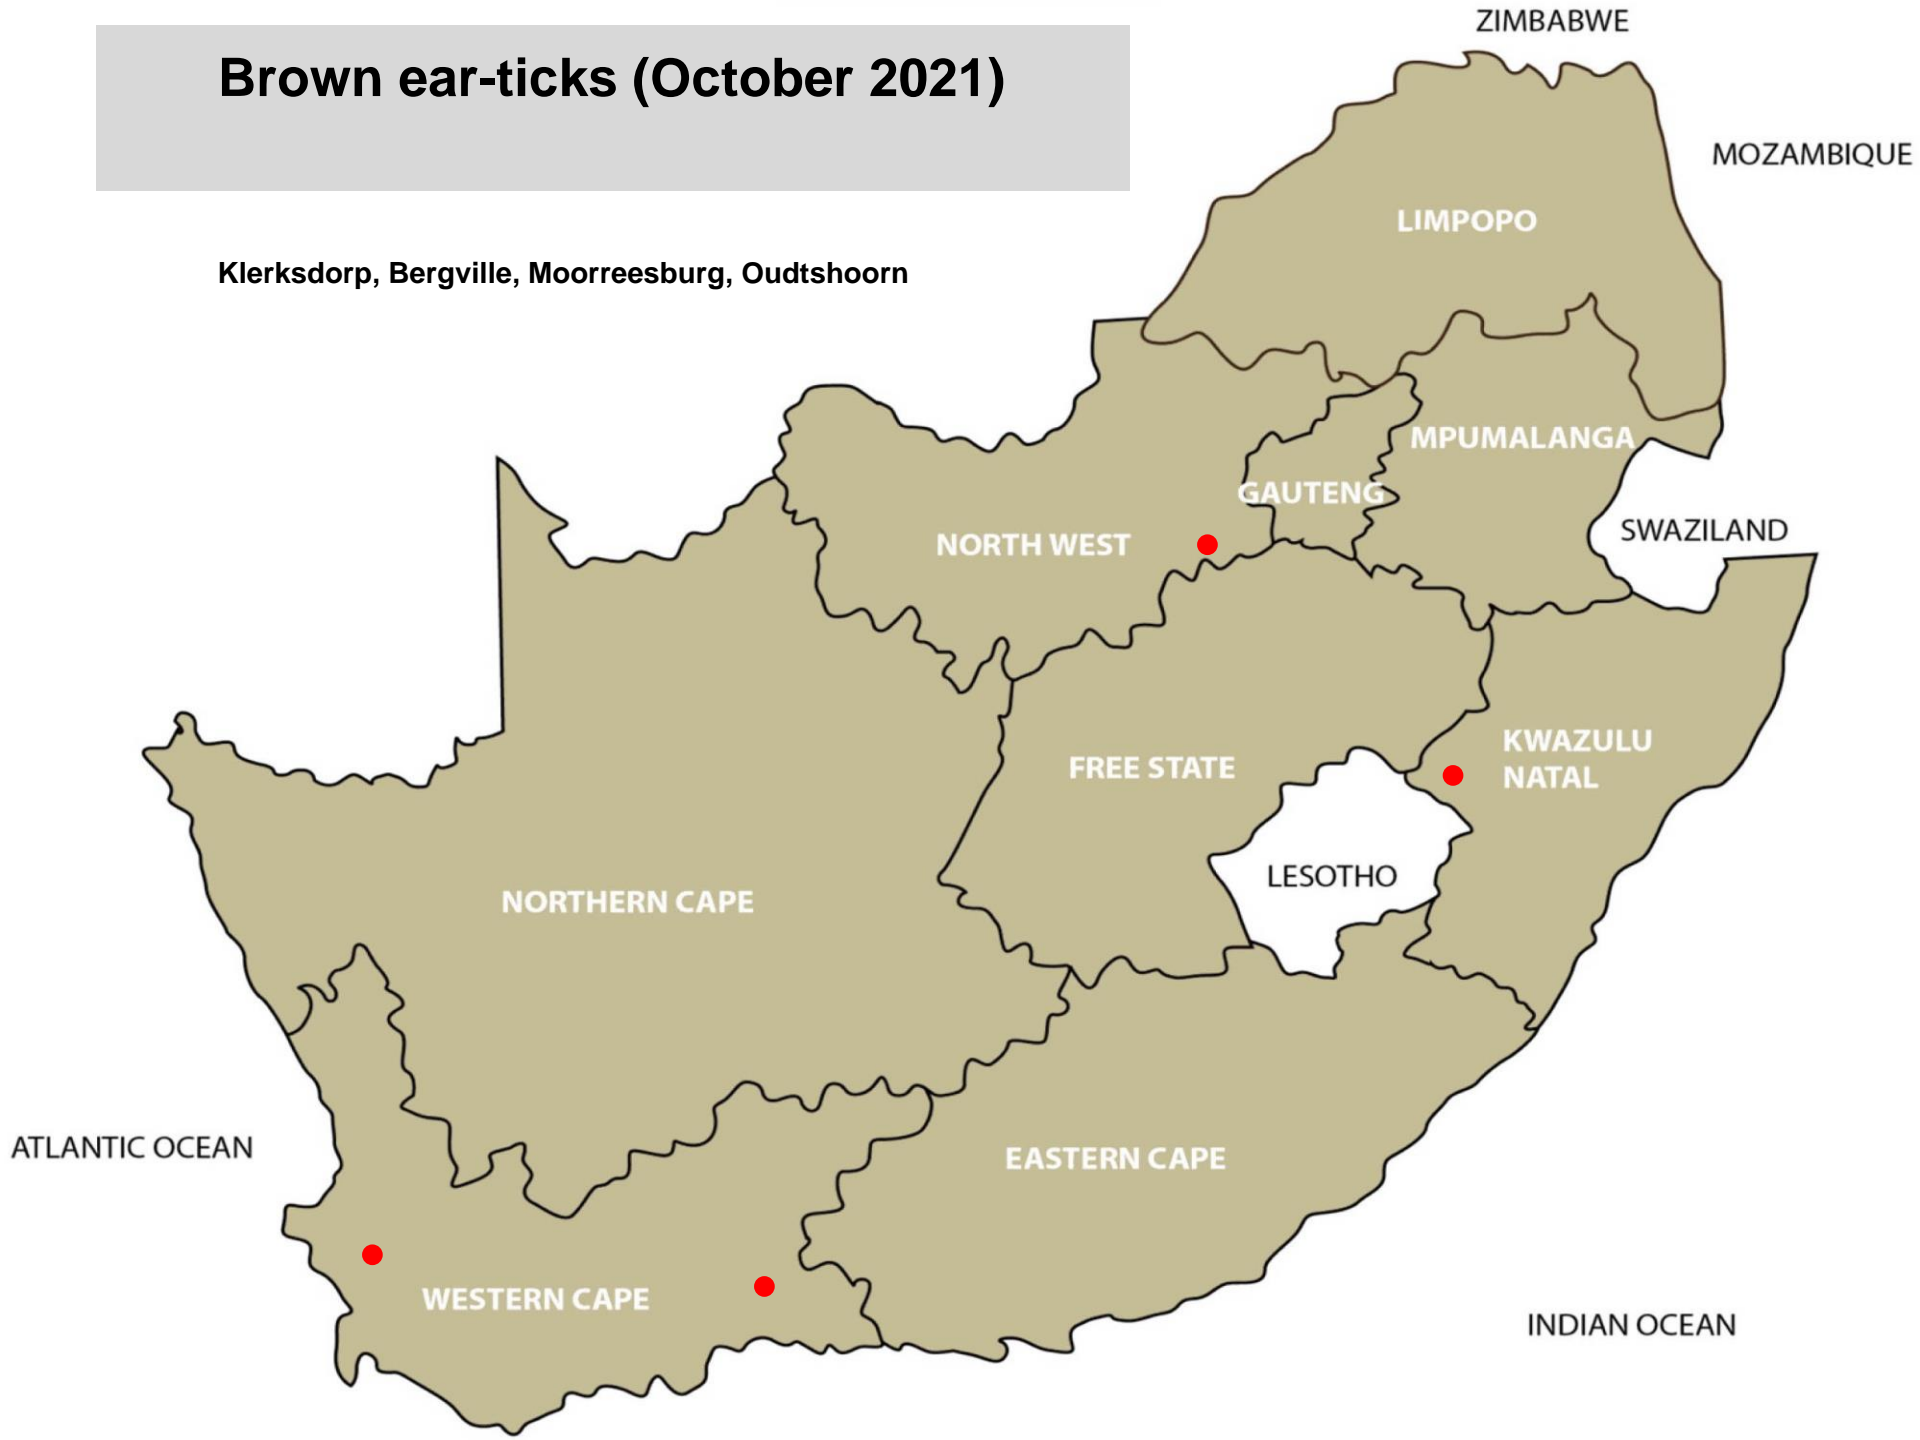 ZIMBABWE
Brown ear-ticks (October 2021)
MOZAMBIQUE
LIMPOPO
Klerksdorp, Bergville, Moorreesburg, Oudtshoorn
MPUMALANGA
GAUTENG
SWAZILAND
NORTH WEST
KWAZULU
NATAL
FREE STATE
LESOTHO
NORTHERN CAPE
ATLANTIC OCEAN
EASTERN CAPE
WESTERN CAPE
INDIAN OCEAN